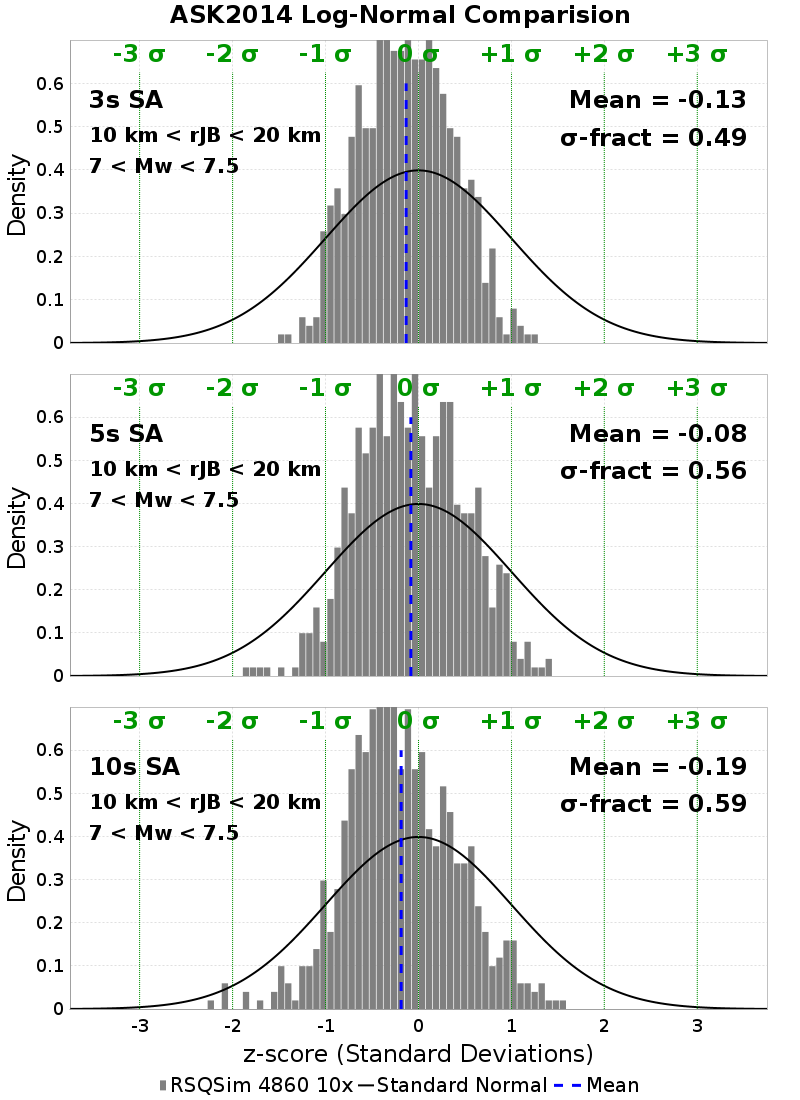 ASK2014 Log-Normal Comparision
-3 σ -2 σ -1 σ 0 σ +1 σ +2 σ +3 σ
3s SA
10 km < rJB < 20 km
7 < Mw < 7.5
Mean = -0.13
σ-fract = 0.49
Density
0.6
0.5
0.4
0.3
0.2
0.1
0
-3 σ -2 σ -1 σ 0 σ +1 σ +2 σ +3 σ
5s SA
10 km < rJB < 20 km
7 < Mw < 7.5
Mean = -0.08
σ-fract = 0.56
Density
0.6
0.5
0.4
0.3
0.2
0.1
0
-3 σ -2 σ -1 σ 0 σ +1 σ +2 σ +3 σ
10s SA
10 km < rJB < 20 km
7 < Mw < 7.5
Mean = -0.19
σ-fract = 0.59
Density
0.6
0.5
0.4
0.3
0.2
0.1
0
-3 -2 -1 0 1 2 3
z-score (Standard Deviations)
RSQSim 4860 10x Standard Normal Mean